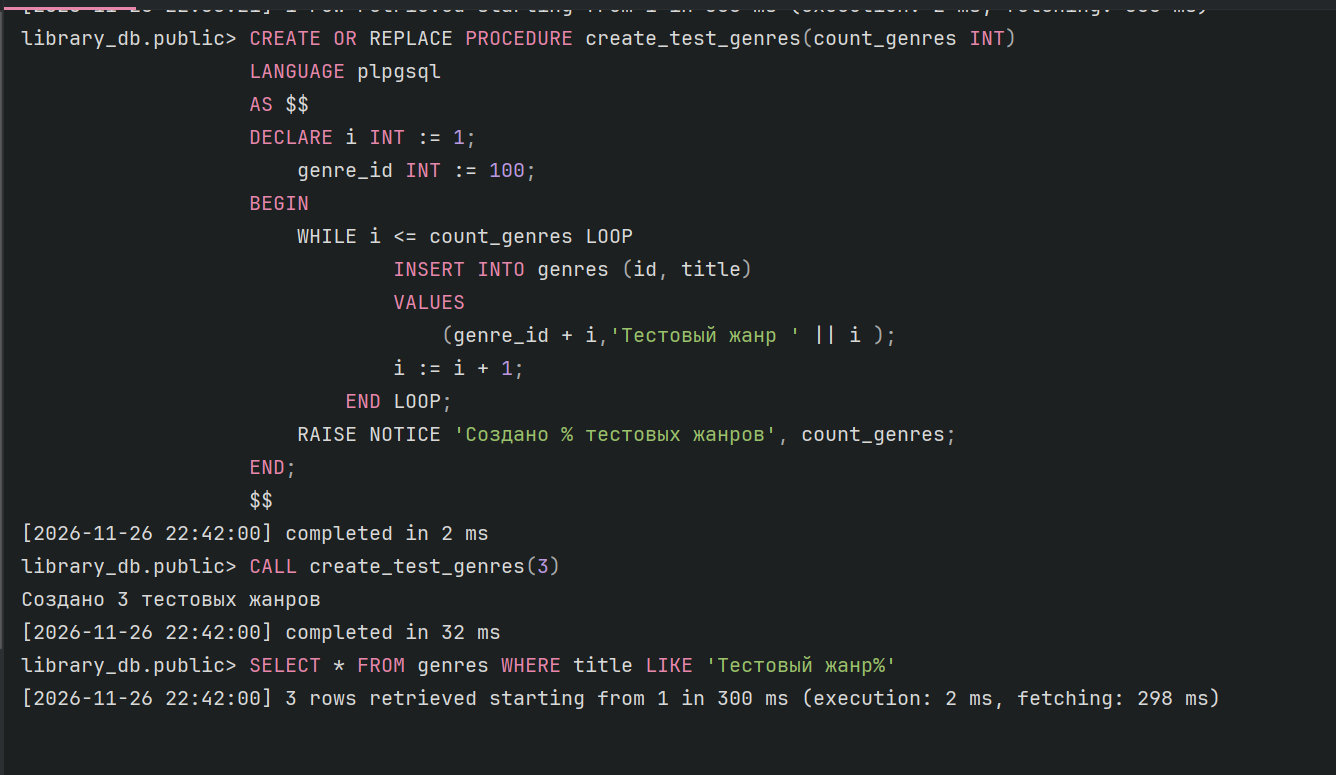 library_db.public> CREATE OR REPLACE PROCEDURE create_test_genres(count_genres INT)
LANGUAGE plpgsql
AS $$
DECLARE i INT := 1;
genre_id INT := 100;
BEGIN
WHILE i <= count_genres LOOP
INSERT INTO genres (id, title)
VALUES
(genre_id + i,'Тестовый жанр ' || i );
i := i + 1;
END LOOP;
RAISE NOTICE 'Создано % тестовых жанров', count_genres;
END;
$$
[2026-11-26 22:42:00] completed in 2 ms
library_db.public> CALL create_test_genres(3)
Создано 3 тестовых жанров
[2026-11-26 22:42:00] completed in 32 ms
library_db.public> SELECT * FROM genres WHERE title LIKE 'Тестовый жанр%'
[2026-11-26 22:42:00] 3 rows retrieved starting from 1 in 300 ms (execution: 2 ms, fetching: 298 ms)